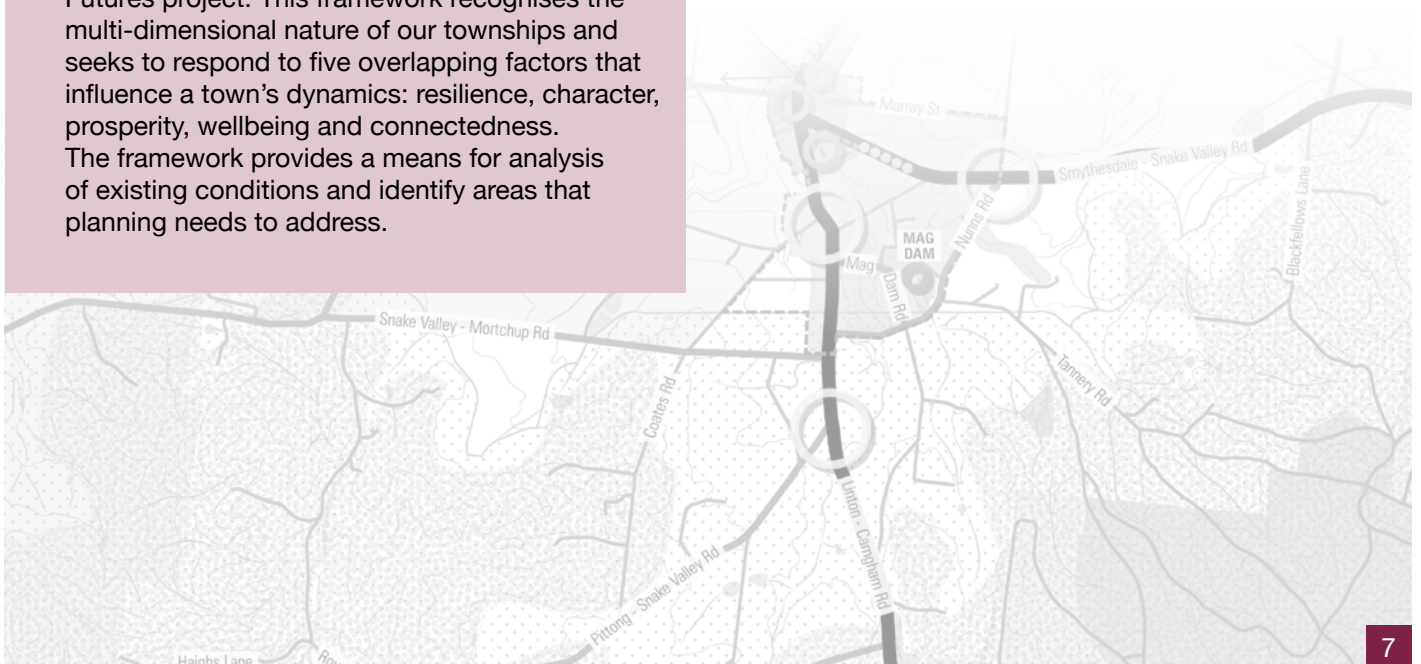 Futures project. This framework recognises the
multi-dimensional nature of our townships and
seeks to respond to five overlapping factors that
influence a town's dynamics: resilience, character,
prosperity, wellbeing and connectedness.
The framework provides a means for analysis
of existing conditions and identify areas that
planning needs to address.
Murray St
Smythesdale - Snake Valley Rd
Nunns Rd
Blackfellows Lane
MAG
DAM
Mag Dam Rd
Snake Valley - Mortchup Rd
Coates Rd
Tannery Rd
Linton - Carngham Rd
Pittong - Snake Valley Rd
Haighs Lane
7